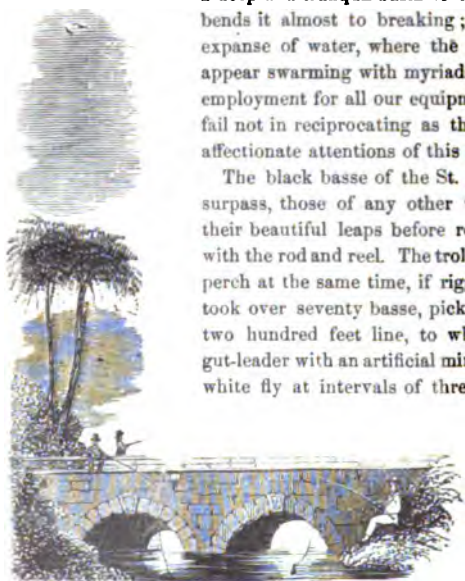 bends it almost to breaking ;
expanse of water, where the
appear swarming with myriad
employment for all our equipm
fail not in reciprocating as th
affectionate attentions of this
The black basse of the St.
surpass, those of any other
their beautiful leaps before r
with the rod and reel. The trol
perch at the same time, if rig
took over seventy basse, pick
two hundred feet line, to wh
gut-leader with an artificial min
white fly at intervals of thre